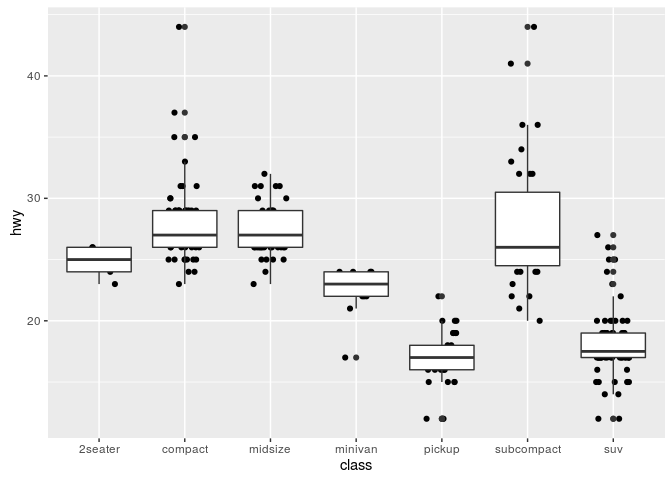 40
30
20
hwy
2seater compact midsize minivan pickup subcompact suv
class